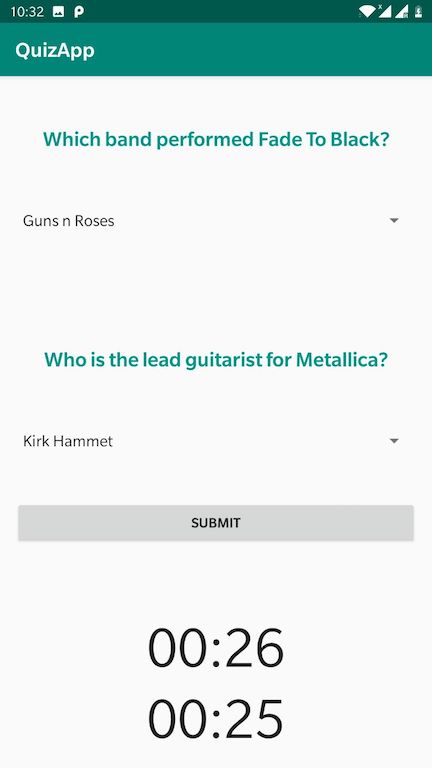 10:32
QuizApp
Which band performed Fade To Black?
Guns n Roses
Who is the lead guitarist for Metallica?
Kirk Hammet
SUBMIT
00:26
00:25